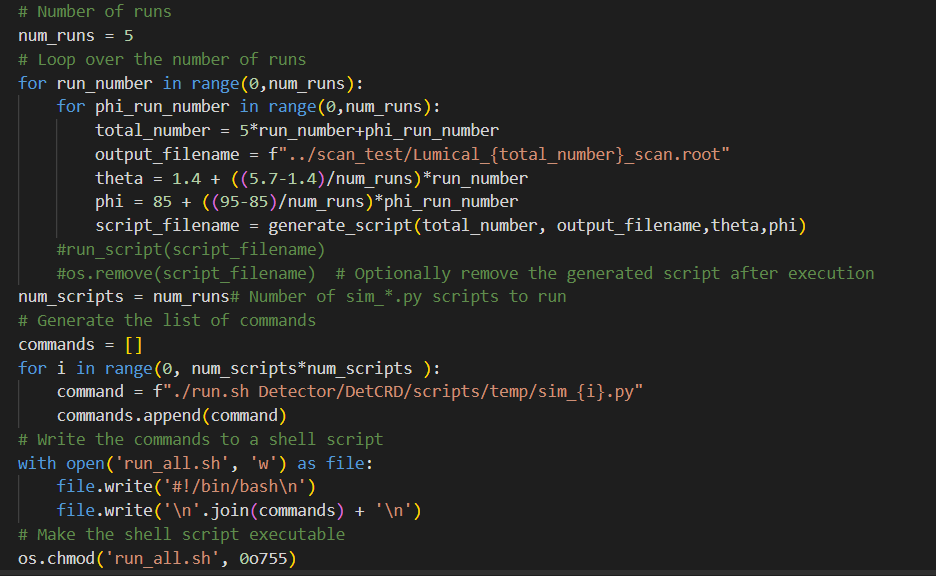 # Number of runs
num_runs = 5
# Loop over the number of runs
for run_number in range(0,num_runs):
    for phi_run_number in range(0,num_runs):
        total_number = 5*run_number+phi_run_number
        output_filename = f"../scan_test/Lumical_{total_number}_scan.root"
        theta = 1.4 + ((5.7-1.4)/num_runs)*run_number
        phi = 85 + ((95-85)/num_runs)*phi_run_number
        script_filename = generate_script(total_number, output_filename,theta,phi)
    #run_script(script_filename)
    #os.remove(script_filename)  # Optionally remove the generated script after execution
num_scripts = num_runs# Number of sim_*.py scripts to run
# Generate the list of commands
commands = []
for i in range(0, num_scripts*num_scripts ):
    command = f"./run.sh Detector/DetCRD/scripts/temp/sim_{i}.py"
    commands.append(command)
# Write the commands to a shell script
with open('run_all.sh', 'w') as file:
    file.write('#!/bin/bash\n')
    file.write('\n'.join(commands) + '\n')
# Make the shell script executable
os.chmod('run_all.sh', 0o755)